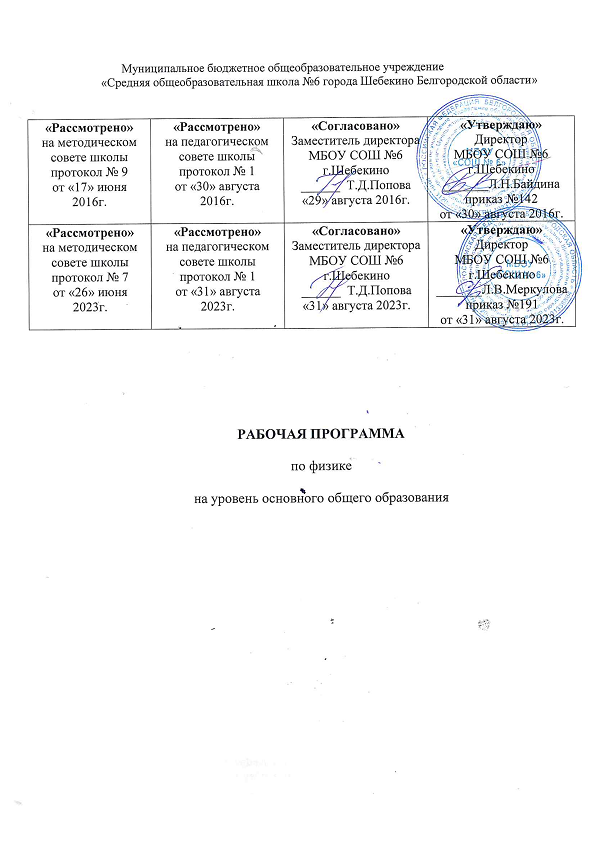 Муниципальное бюджетное общеобразовательное учреждение
«Средняя общеобразовательная школа №6 города Шебекино Белгородской области»
«Рассмотрено»
на методическом
совете школы
протокол № 9
от «17» июня
2016г.
«Рассмотрено»
на педагогическом
совете школы
протокол № 1
от «30» августа
2016г.
«Согласовано»
Заместитель директора
МБОУ СОШ №6
г.Шебекино
______ Т.Д.Попова
«29» августа 2016г.
«Утверждаю»
Директор
МБОУ СОШ №6
г.Шебекино
Л.Н.Байдина
приказ №142
от «30» августа 2016г.
«Рассмотрено»
на методическом
совете школы
протокол № 7
от «26» июня
2023г.
«Рассмотрено»
на педагогическом
совете школы
протокол № 1
от «31» августа
2023г.
«Согласовано»
Заместитель директора
МБОУ СОШ №6
г.Шебекино
______ Т.Д.Попова
«31» августа 2023г.
«Утверждаю»
Директор
МБОУ СОШ №6
г.Шебекино
______ Л.В.Меркулова
приказ №191
от «31» августа 2023г.
РАБОЧАЯ ПРОГРАММА
по физике
на уровень основного общего образования